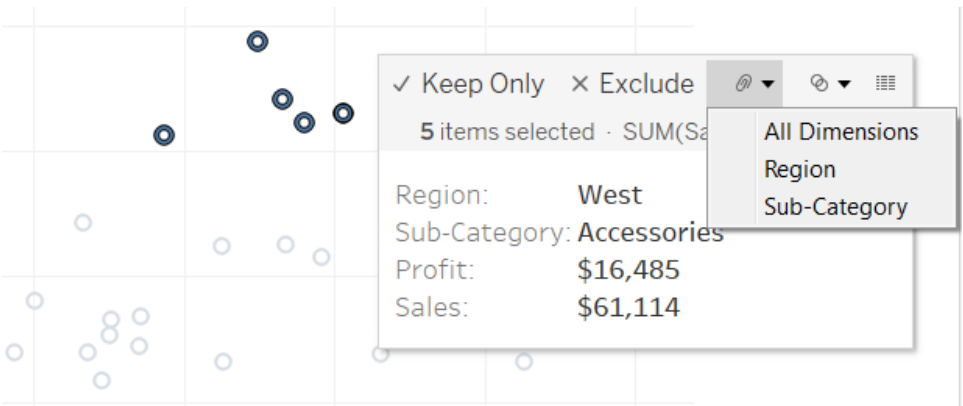 ✓ Keep Only × Exclude
5 items selected · SUM(Sa
All Dimensions
Region
Sub-Category
Region: West
Sub-Category: Accessories
Profit: $16,485
Sales: $61,114